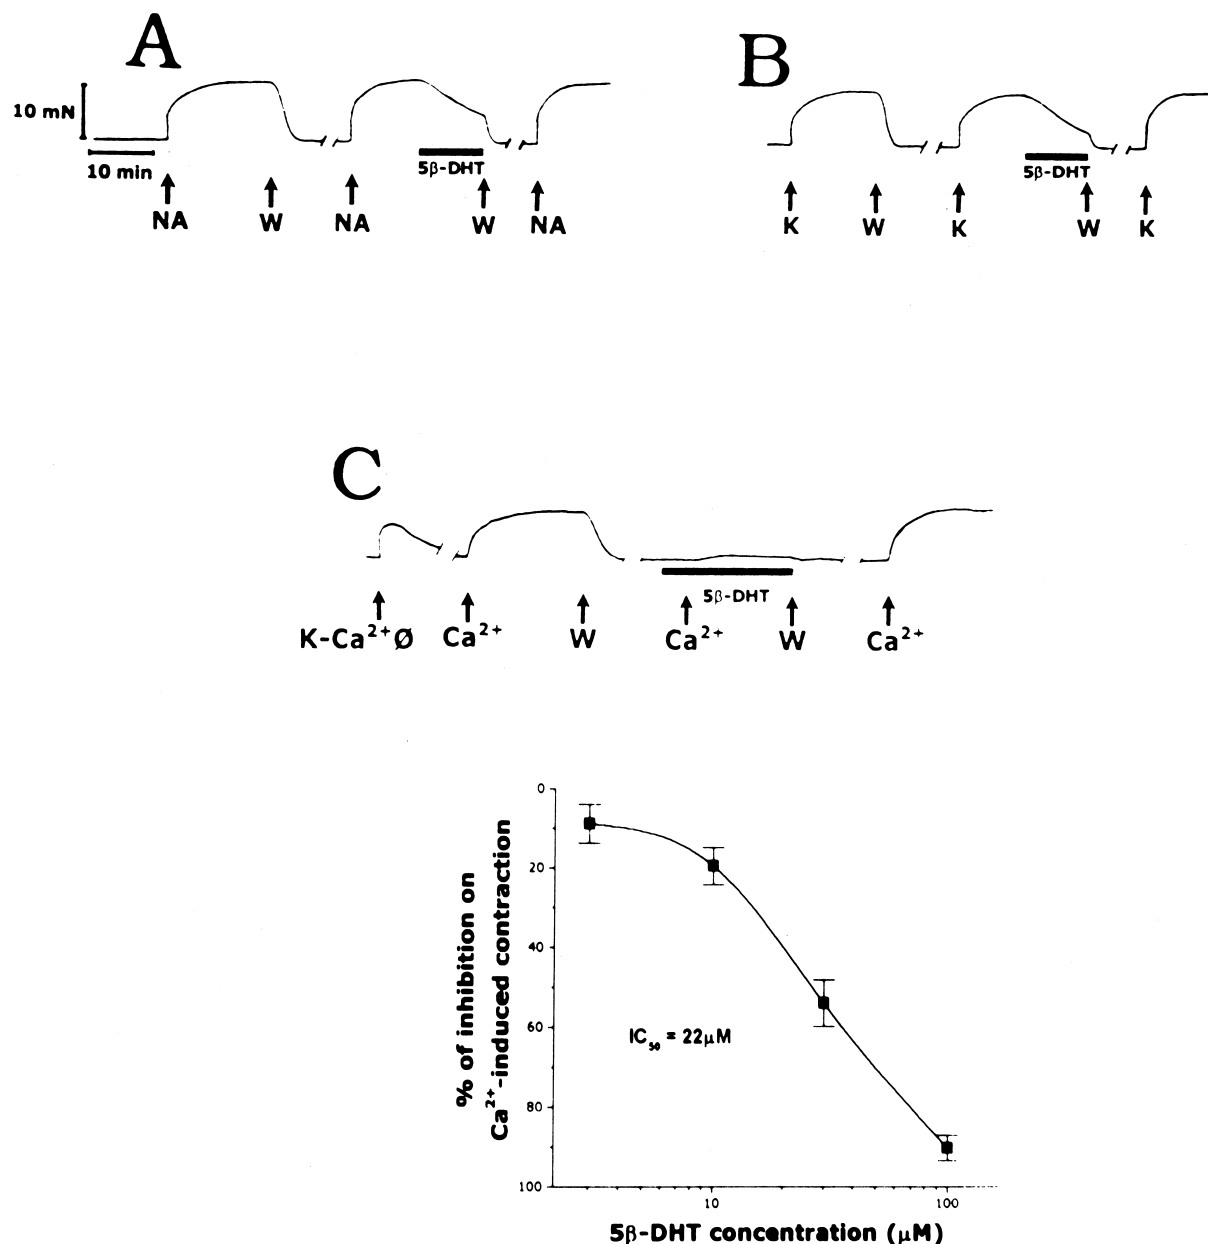 A
B
10 mN
10 min
5β-DHT
5β-DHT
NA
W
NA
W
NA
K
W
K
W
K
C
5β-DHT
K-Ca²⁺Ø
Ca²⁺
W
Ca²⁺
W
Ca²⁺
% of inhibition on
Ca²⁺-induced contraction
0
20
40
60
80
100
IC₅₀ = 22μM
10
100
5β-DHT concentration (μM)